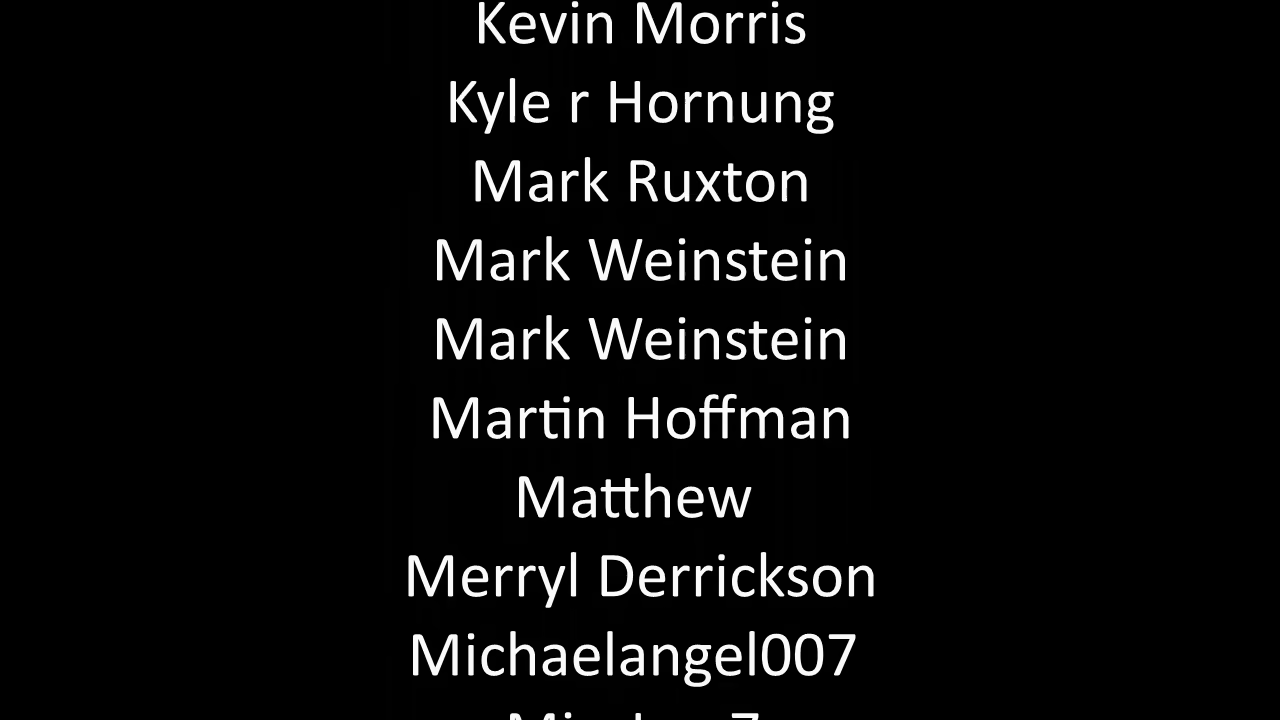 Kevin Morris
Kyle r Hornung
Mark Ruxton
Mark Weinstein
Mark Weinstein
Martin Hoffman
Matthew
Merryl Derrickson
Michaelangel007